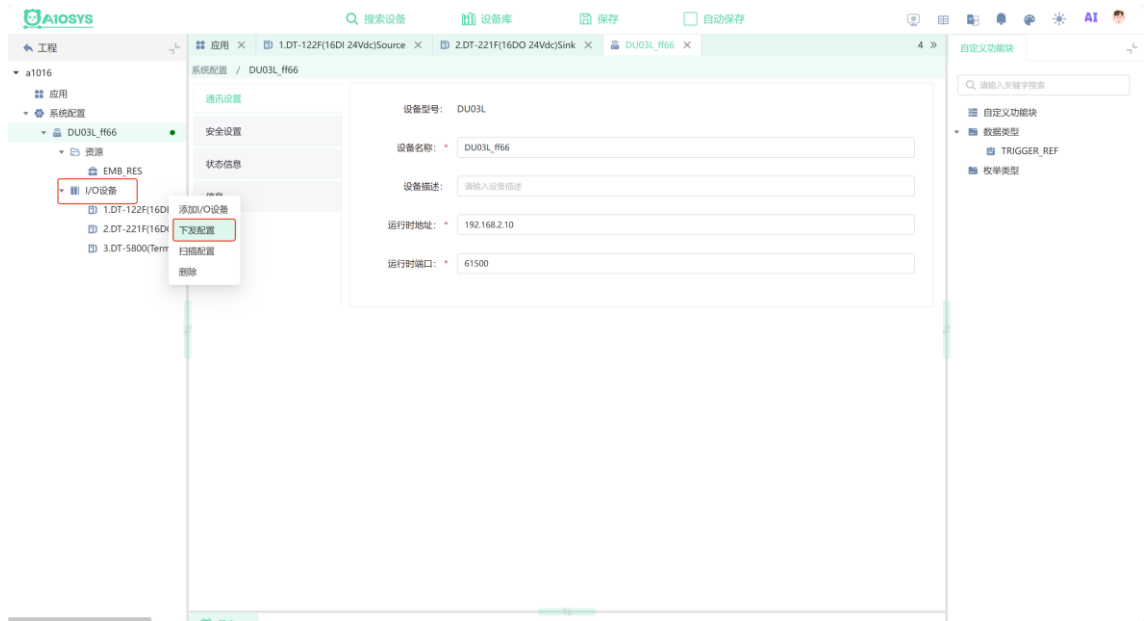 AIOSYS
搜索设备
设备库
保存
自动保存
AI
工程
应用
1.DT-122F(16DI 24Vdc)Source
2.DT-221F(16DO 24Vdc)Sink
DU03L_ff66
4
自定义功能块
系统配置 / DU03L_ff66
a1016
应用
系统配置
DU03L_ff66
资源
EMB_RES
I/O设备
1.DT-122F(16DI
2.DT-221F(16D
3.DT-5800(Term
添加I/O设备
下发配置
扫描配置
删除
通讯设置
安全设置
状态信息
设备型号: DU03L
设备名称: * DU03L_ff66
设备描述: 请输入设备描述
运行时地址: * 192.168.2.10
运行时端口: * 61500
请输入关键字搜索
自定义功能块
数据类型
TRIGGER_REF
枚举类型